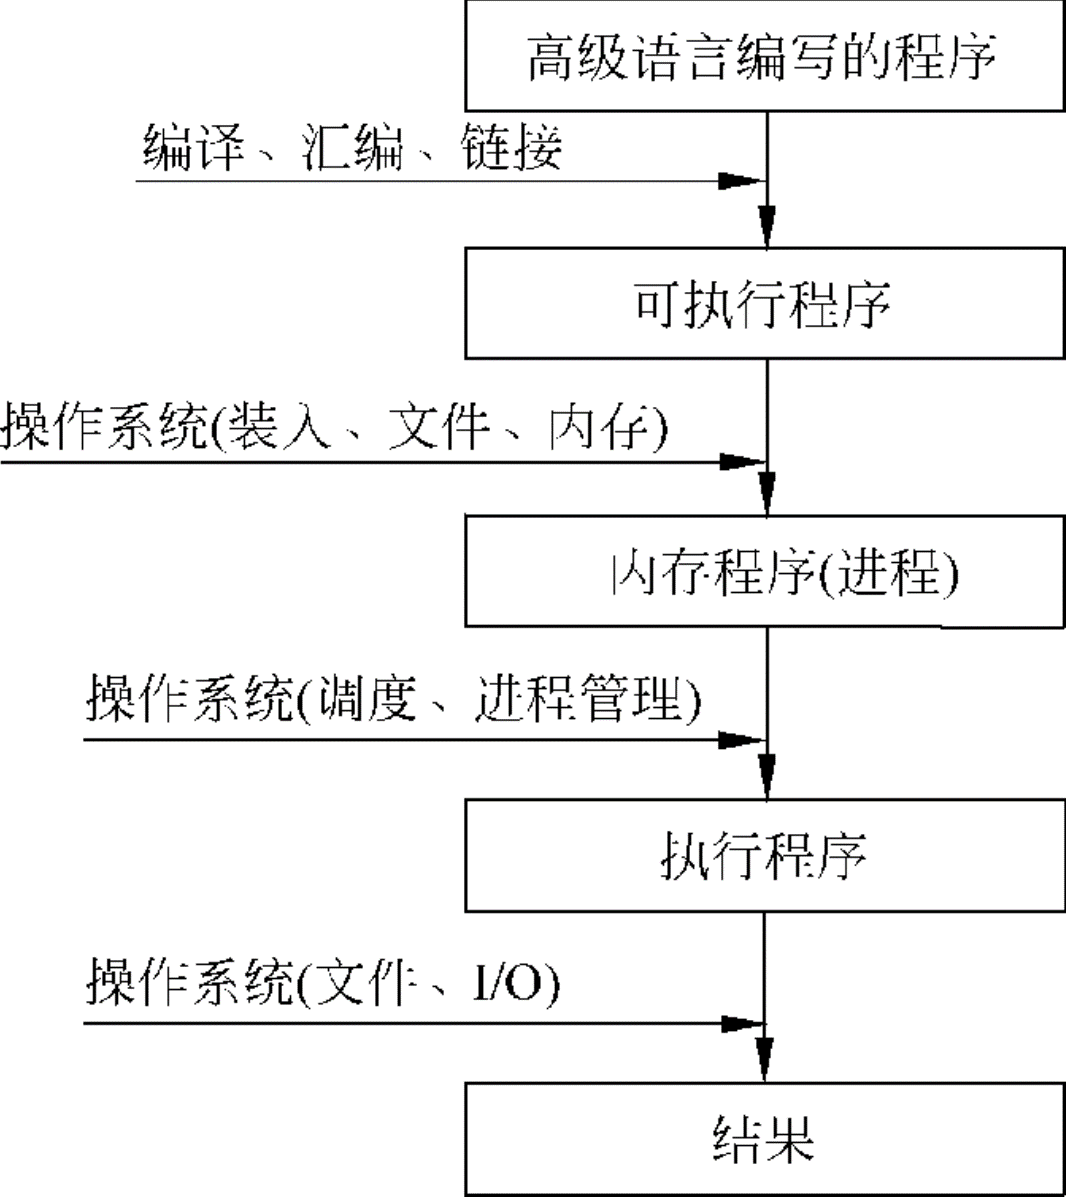 高级语言编写的程序
编译、汇编、链接
可执行程序
操作系统(装入、文件、内存)
内存程序(进程)
操作系统(调度、进程管理)
执行程序
操作系统(文件、I/O)
结果